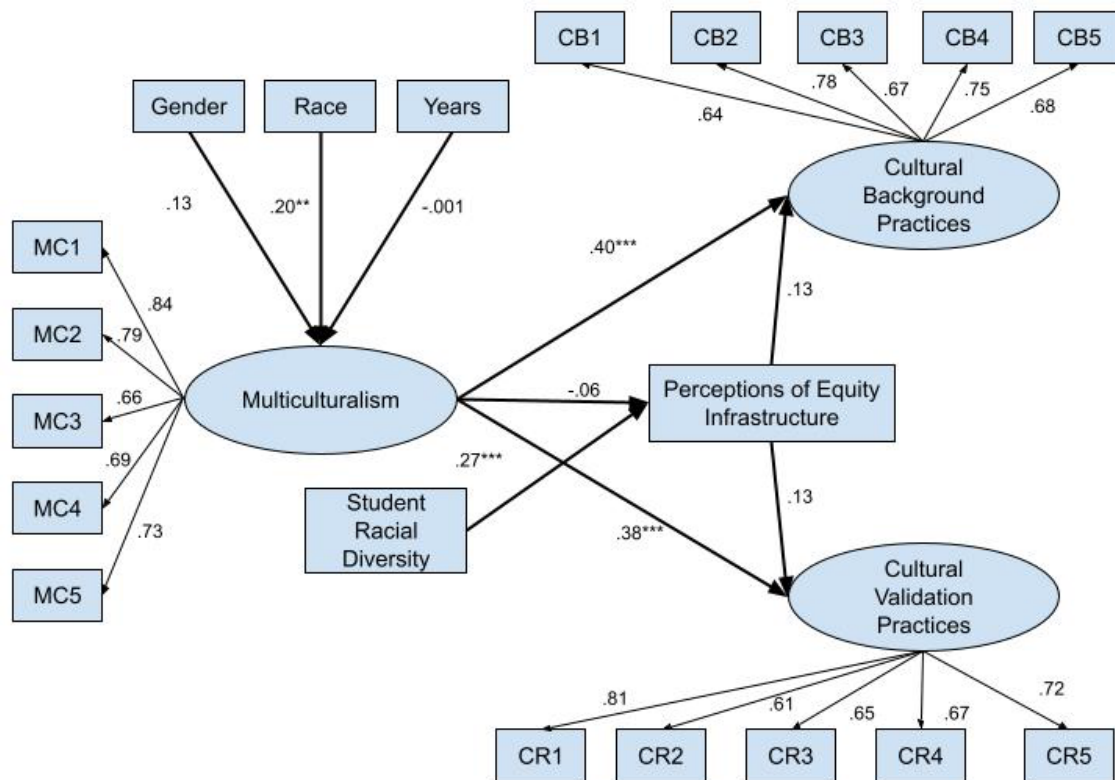 CB1
CB2
CB3
CB4
CB5
.64
.78
.67
.75
.68
Gender
Race
Years
.13
.20**
-.001
Cultural
Background
Practices
MC1
MC2
MC3
MC4
MC5
.84
.79
.66
.69
.73
Multiculturalism
.40***
-.06
.27***
.38***
.13
.13
Perceptions of Equity
Infrastructure
Student
Racial
Diversity
Cultural
Validation
Practices
.81
.61
.65
.67
.72
CR1
CR2
CR3
CR4
CR5